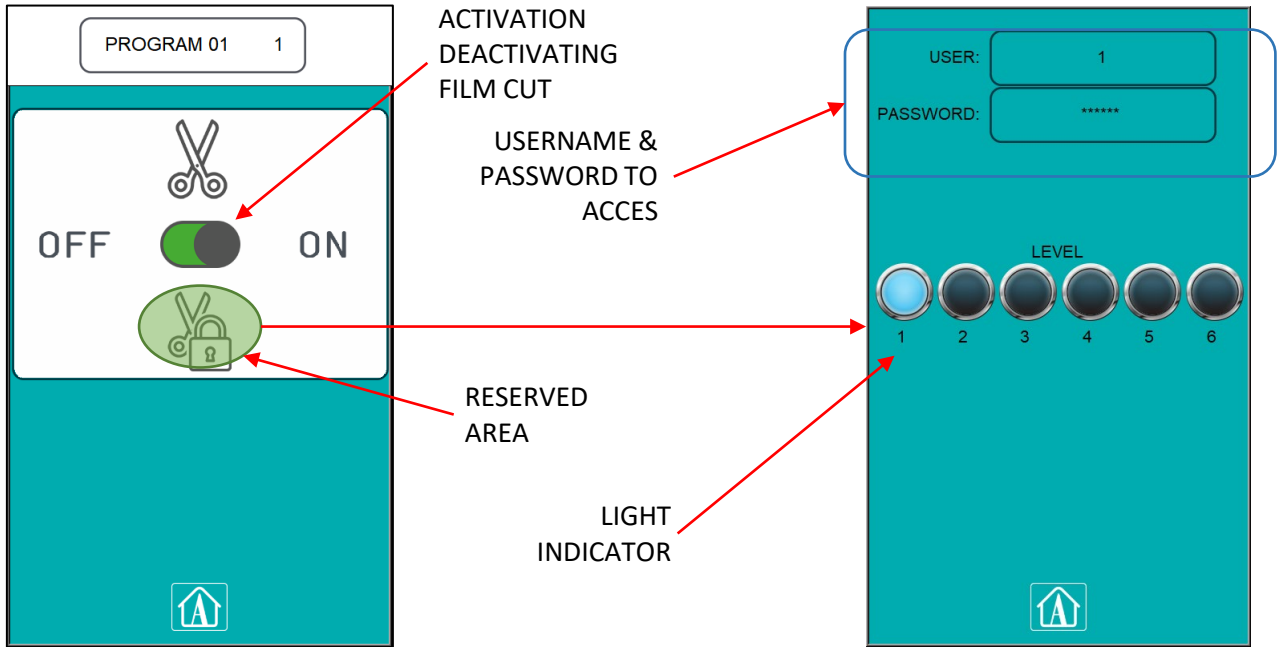 PROGRAM 01 1
OFF ON
ACTIVATION
DEACTIVATING
FILM CUT
USERNAME &
PASSWORD TO
ACCES
RESERVED
AREA
LIGHT
INDICATOR
USER: 1
PASSWORD: ******
LEVEL
1 2 3 4 5 6
A
A